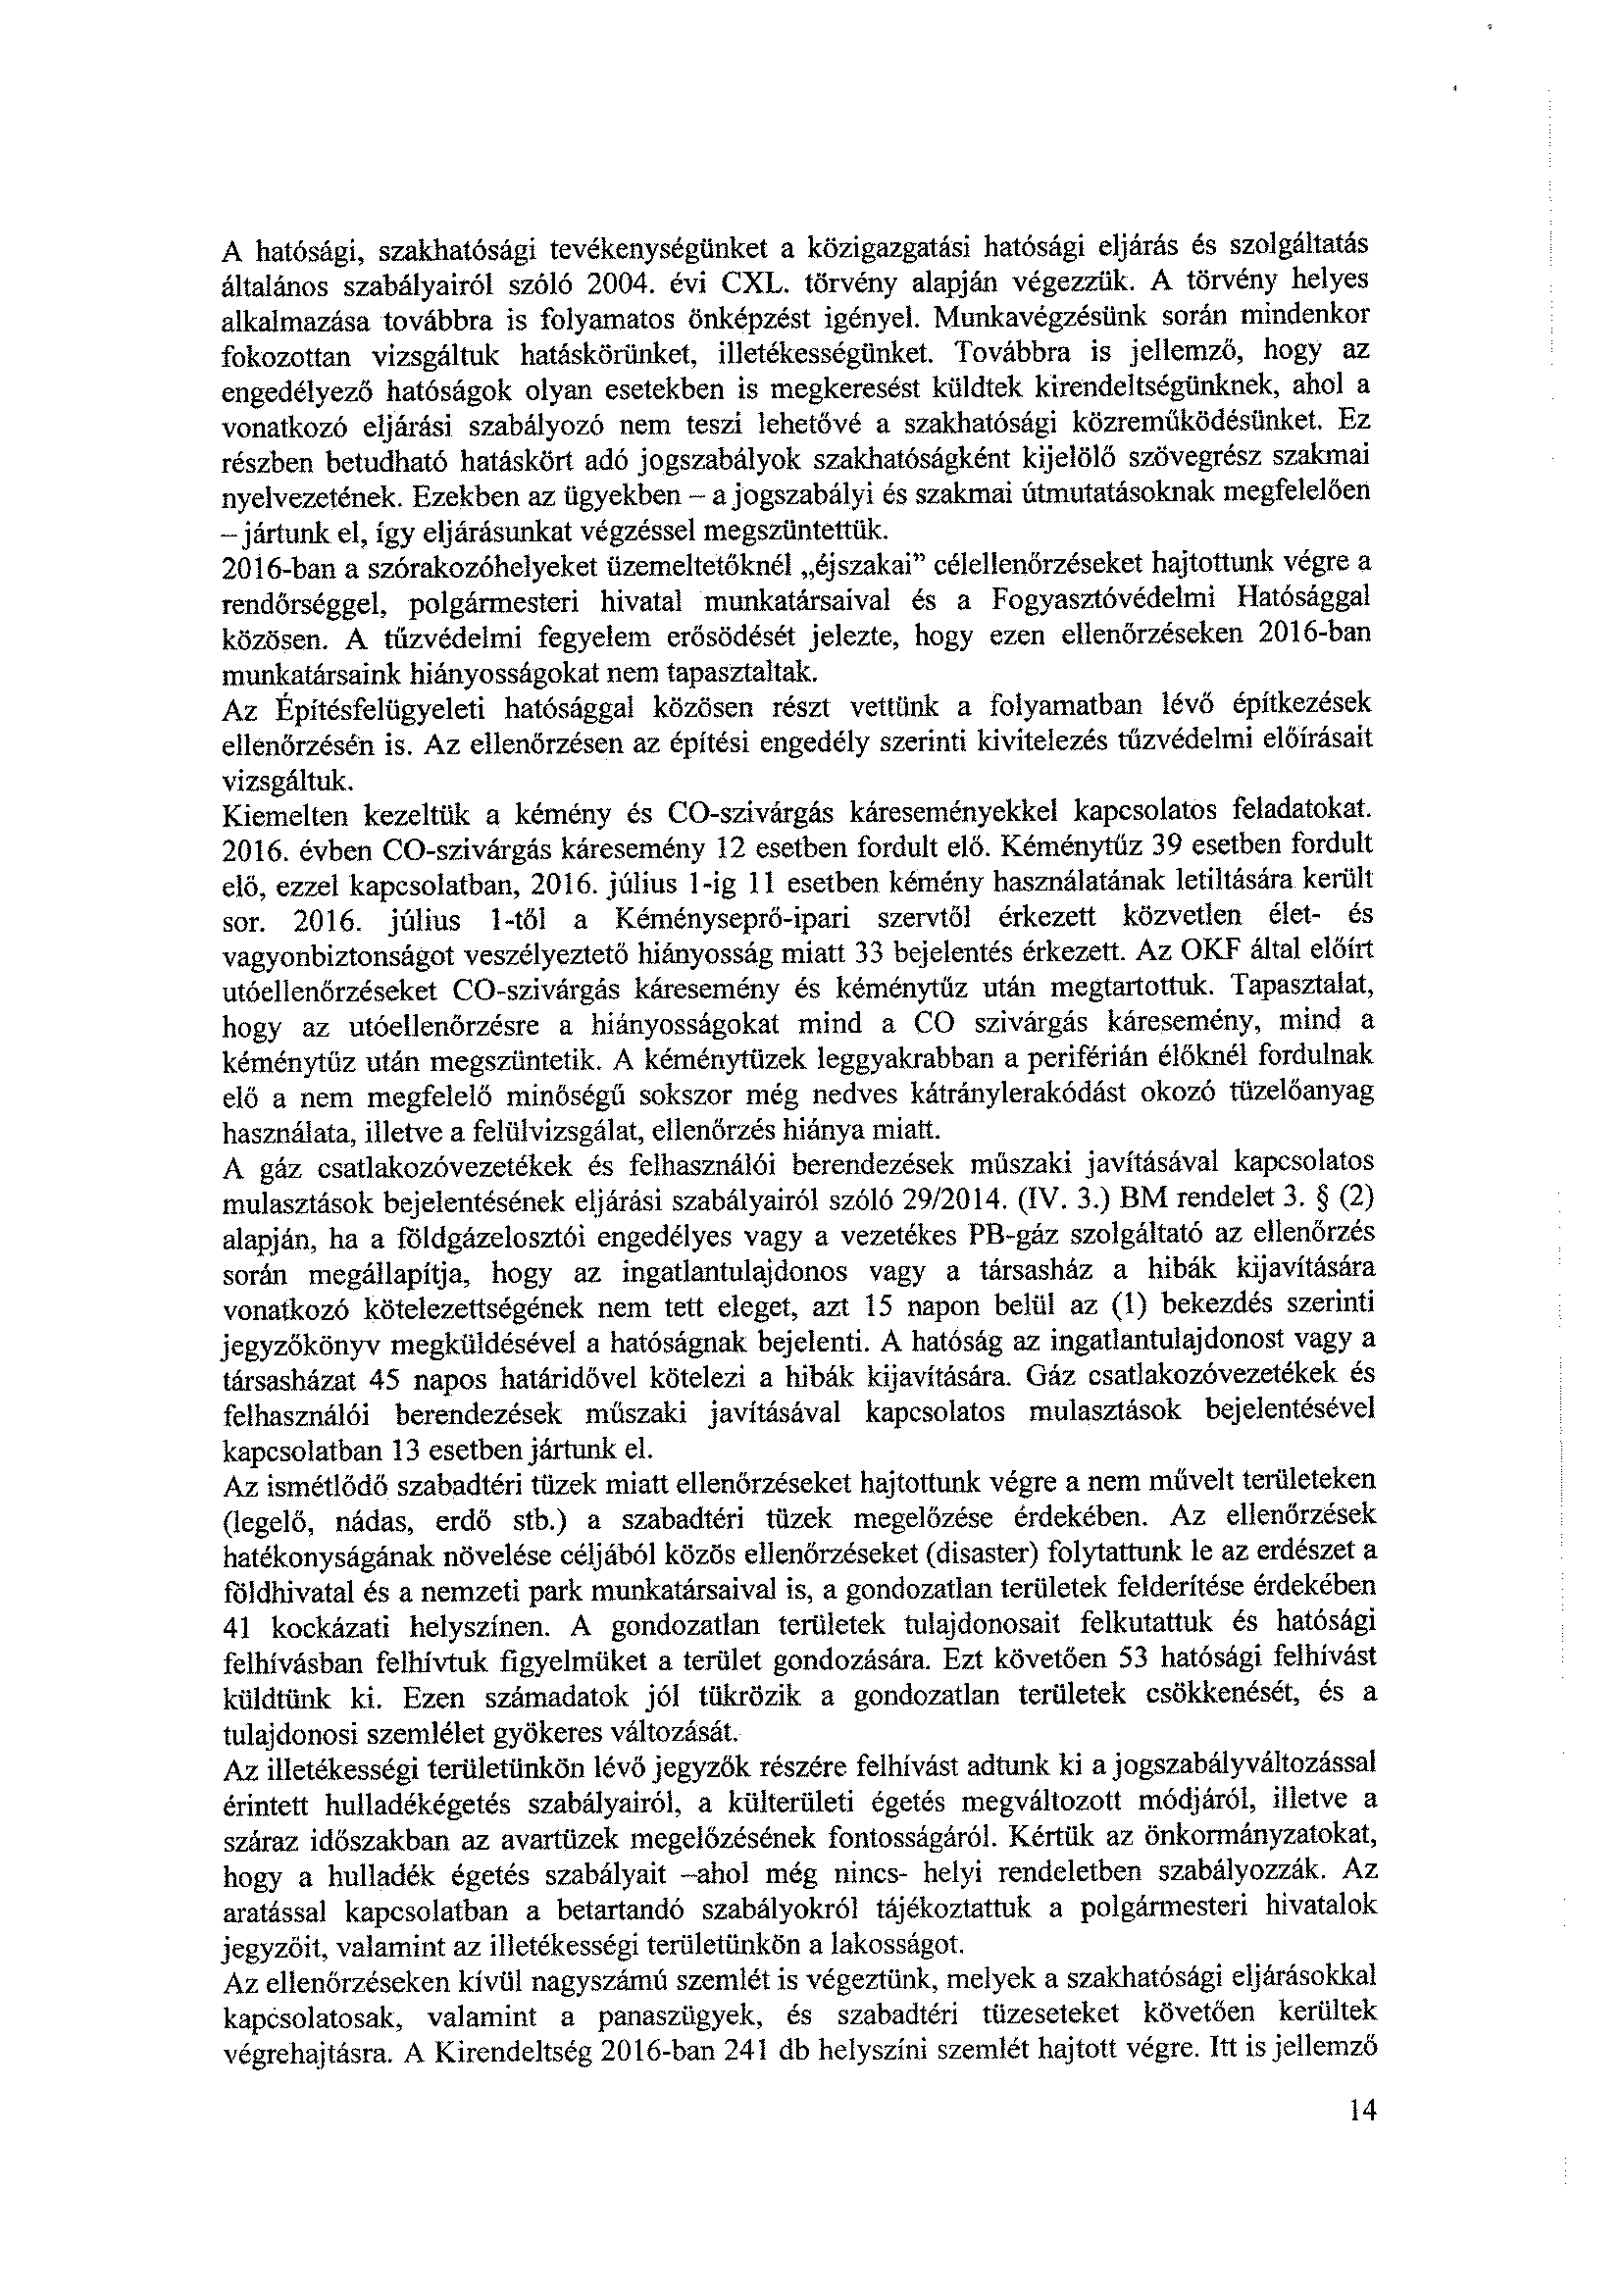 A hatósági, szakhatósági tevékenységünket a közigazgatási hatósági eljárás és szolgáltatás
általános szabályairól szóló 2004. évi CXL. törvény alapján végezzük. A törvény helyes
alkalmazása továbbra is folyamatos önképzést igényel. Munkavégzésünk során mindenkor
fokozottan vizsgáltuk hatáskörünket, illetékességünket. Továbbra is jellemző, hogy az
engedélyező hatóságok olyan esetekben is megkeresést küldtek kirendeltségünknek, ahol a
vonatkozó eljárási szabályozó nem teszi lehetővé a szakhatósági közreműködésünket. Ez
részben betudható hatáskört adó jogszabályok szakhatóságként kijelölő szövegrész szakmai
nyelvezetének. Ezekben az ügyekben – a jogszabályi és szakmai útmutatásoknak megfelelően
– jártunk el, így eljárásunkat végzéssel megszüntettük.
2016-ban a szórakozóhelyeket üzemeltetőknél „éjszakai” célellenőrzéseket hajtottunk végre a
rendőrséggel, polgármesteri hivatal munkatársaival és a Fogyasztóvédelmi Hatósággal
közösen. A tűzvédelmi fegyelem erősödését jelezte, hogy ezen ellenőrzéseken 2016-ban
munkatársaink hiányosságokat nem tapasztaltak.
Az Építésfelügyeleti hatósággal közösen részt vettünk a folyamatban lévő építkezések
ellenőrzésén is. Az ellenőrzésen az építési engedély szerinti kivitelezés tűzvédelmi előírásait
vizsgáltuk.
Kiemelten kezeltük a kémény és CO-szivárgás káreseményekkel kapcsolatos feladatokat.
2016. évben CO-szivárgás káresemény 12 esetben fordult elő. Kéménytűz 39 esetben fordult
elő, ezzel kapcsolatban, 2016. július 1-ig 11 esetben kémény használatának letiltására került
sor. 2016. július 1-től a Kéményseprő-ipari szervtől érkezett közvetlen élet- és
vagyonbiztonságot veszélyeztető hiányosság miatt 33 bejelentés érkezett. Az OKF által előírt
utóellenőrzéseket CO-szivárgás káresemény és kéménytűz után megtartottuk. Tapasztalat,
hogy az utóellenőrzésre a hiányosságokat mind a CO szivárgás káresemény, mind a
kéménytűz után megszüntetik. A kéménytüzek leggyakrabban a periférián élőknél fordulnak
elő a nem megfelelő minőségű sokszor még nedves kátránylerakódást okozó tüzelőanyag
használata, illetve a felülvizsgálat, ellenőrzés hiánya miatt.
A gáz csatlakozóvezetékek és felhasználói berendezések műszaki javításával kapcsolatos
mulasztások bejelentésének eljárási szabályairól szóló 29/2014. (IV. 3.) BM rendelet 3. § (2)
alapján, ha a földgázelosztói engedélyes vagy a vezetékes PB-gáz szolgáltató az ellenőrzés
során megállapítja, hogy az ingatlantulajdonos vagy a társasház a hibák kijavítására
vonatkozó kötelezettségének nem tett eleget, azt 15 napon belül az (1) bekezdés szerinti
jegyzőkönyv megküldésével a hatóságnak bejelenti. A hatóság az ingatlantulajdonost vagy a
társasházat 45 napos határidővel kötelezi a hibák kijavítására. Gáz csatlakozóvezetékek és
felhasználói berendezések műszaki javításával kapcsolatos mulasztások bejelentésével
kapcsolatban 13 esetben jártunk el.
Az ismétlődő szabadtéri tüzek miatt ellenőrzéseket hajtottunk végre a nem művelt területeken
(legelő, nádas, erdő stb.) a szabadtéri tüzek megelőzése érdekében. Az ellenőrzések
hatékonyságának növelése céljából közös ellenőrzéseket (disaster) folytattunk le az erdészet a
földhivatal és a nemzeti park munkatársaival is, a gondozatlan területek felderítése érdekében
41 kockázati helyszínen. A gondozatlan területek tulajdonosait felkutattuk és hatósági
felhívásban felhívtuk figyelmüket a terület gondozására. Ezt követően 53 hatósági felhívást
küldtünk ki. Ezen számadatok jól tükrözik a gondozatlan területek csökkenését, és a
tulajdonosi szemlélet gyökeres változását.
Az illetékességi területünkön lévő jegyzők részére felhívást adtunk ki a jogszabályváltozással
érintett hulladékégetés szabályairól, a külterületi égetés megváltozott módjáról, illetve a
száraz időszakban az avartüzek megelőzésének fontosságáról. Kértük az önkormányzatokat,
hogy a hulladék égetés szabályait –ahol még nincs- helyi rendeletben szabályozzák. Az
aratással kapcsolatban a betartandó szabályokról tájékoztattuk a polgármesteri hivatalok
jegyzőit, valamint az illetékességi területünkön a lakosságot.
Az ellenőrzéseken kívül nagyszámú szemlét is végeztünk, melyek a szakhatósági eljárásokkal
kapcsolatosak, valamint a panaszügyek, és szabadtéri tűzeseteket követően kerültek
végrehajtásra. A Kirendeltség 2016-ban 241 db helyszíni szemlét hajtott végre. Itt is jellemző
14